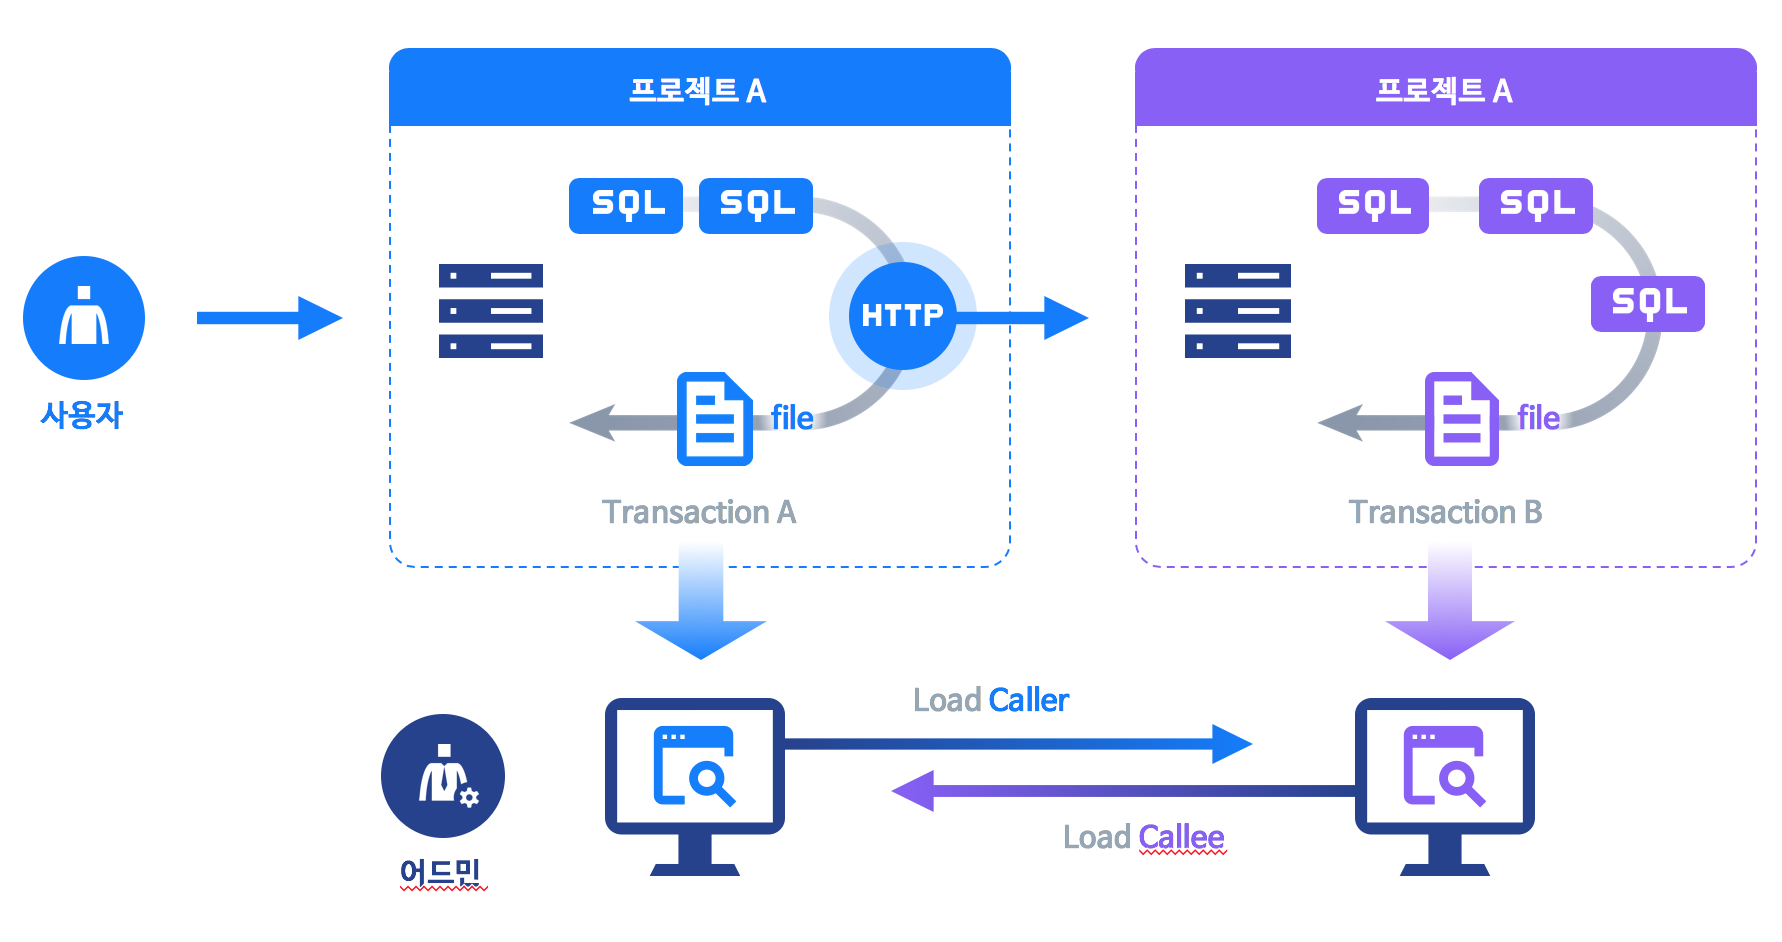 프로젝트 A
프로젝트 A
SQL
SQL
SQL
SQL
SQL
HTTP
file
file
사용자
Transaction A
Transaction B
Load Caller
Load Callee
어드민